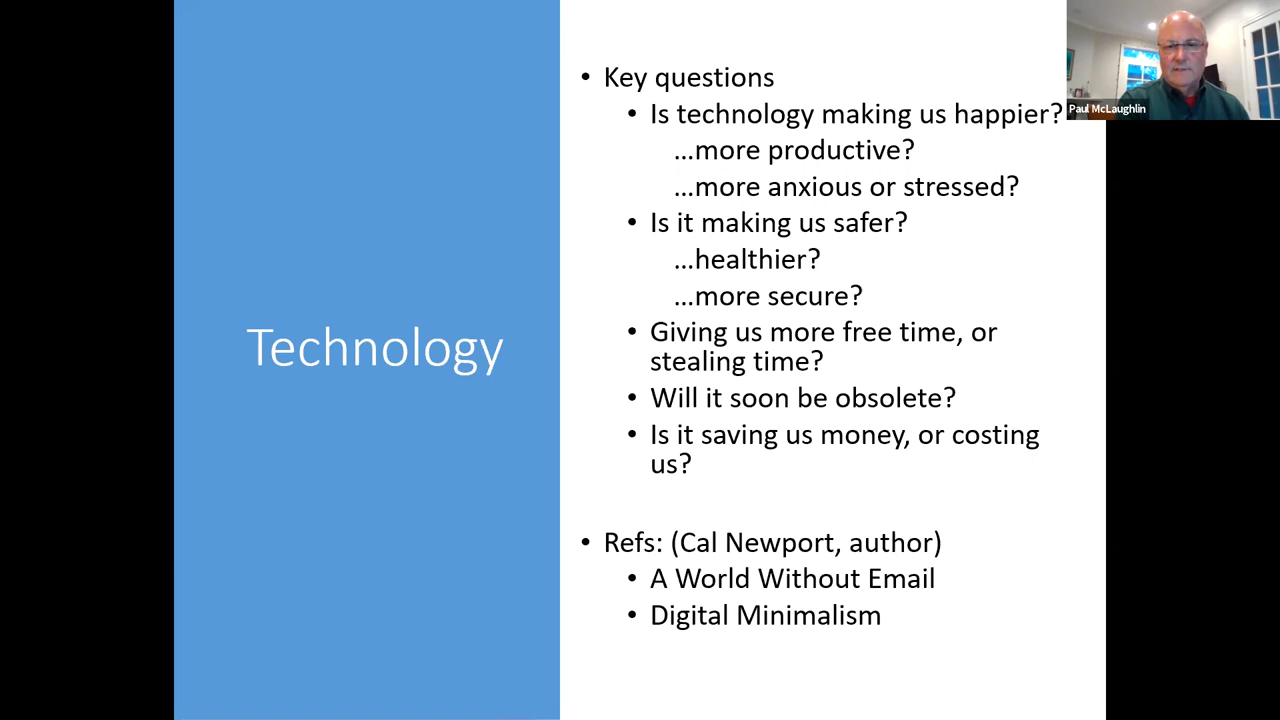 Technology
• Key questions
• Is technology making us happier?
…more productive?
…more anxious or stressed?
• Is it making us safer?
…healthier?
…more secure?
• Giving us more free time, or
stealing time?
• Will it soon be obsolete?
• Is it saving us money, or costing
us?
• Refs: (Cal Newport, author)
• A World Without Email
• Digital Minimalism
Paul McLaughlin